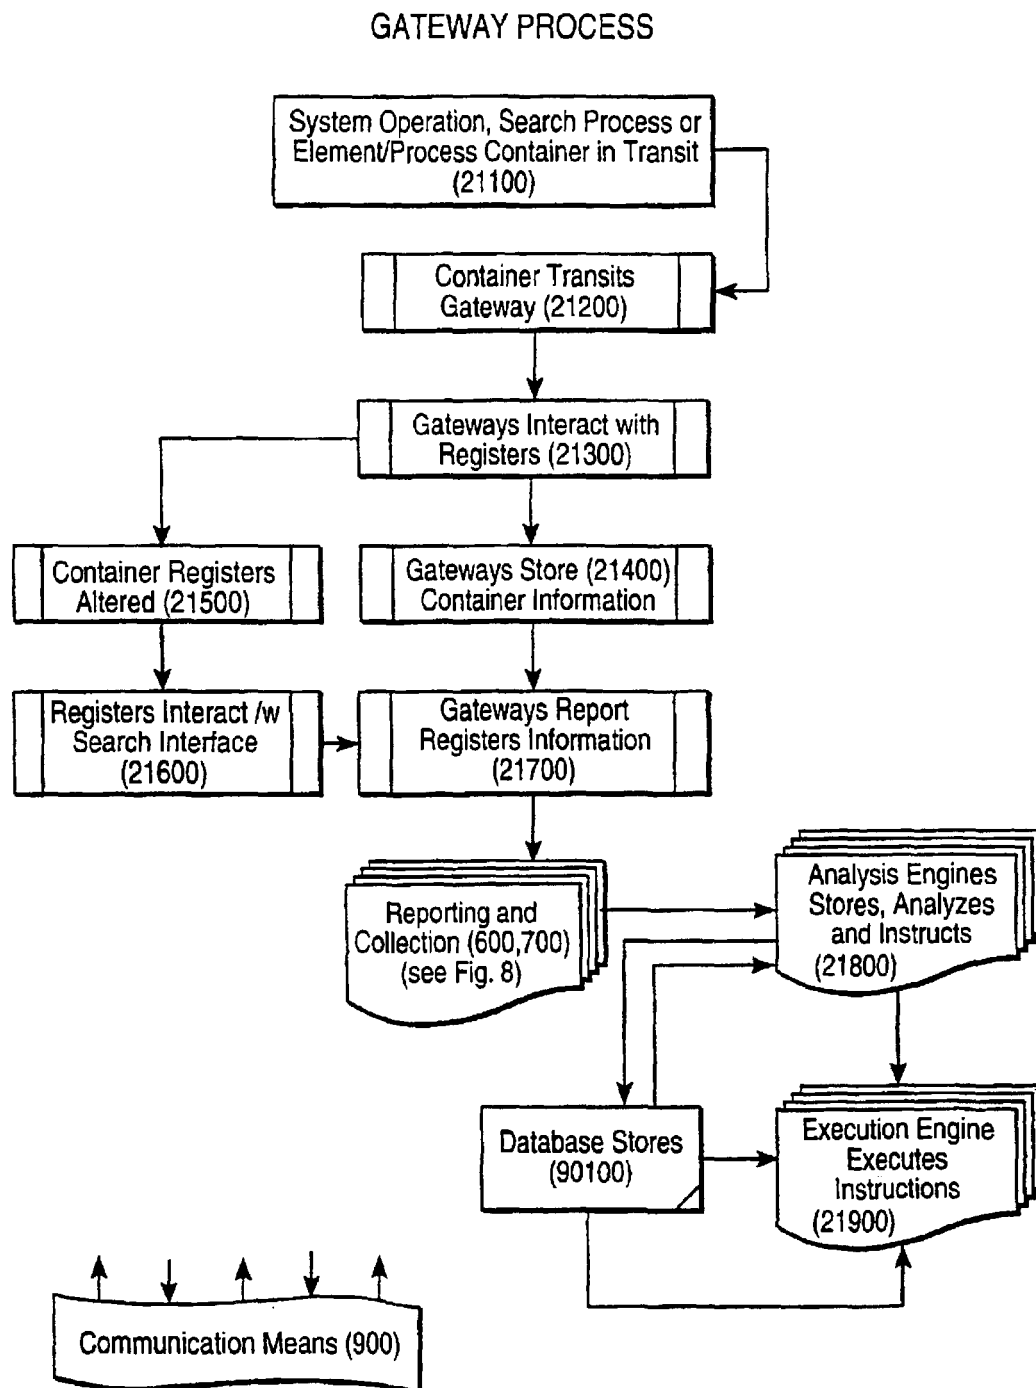 GATEWAY PROCESS
System Operation, Search Process or
Element/Process Container in Transit
(21100)
Container Transits
Gateway (21200)
Gateways Interact with
Registers (21300)
Container Registers
Altered (21500)
Gateways Store (21400)
Container Information
Registers Interact /w
Search Interface
(21600)
Gateways Report
Registers Information
(21700)
Reporting and
Collection (600,700)
(see Fig. 8)
Analysis Engines
Stores, Analyzes
and Instructs
(21800)
Database Stores
(90100)
Execution Engine
Executes
Instructions
(21900)
Communication Means (900)